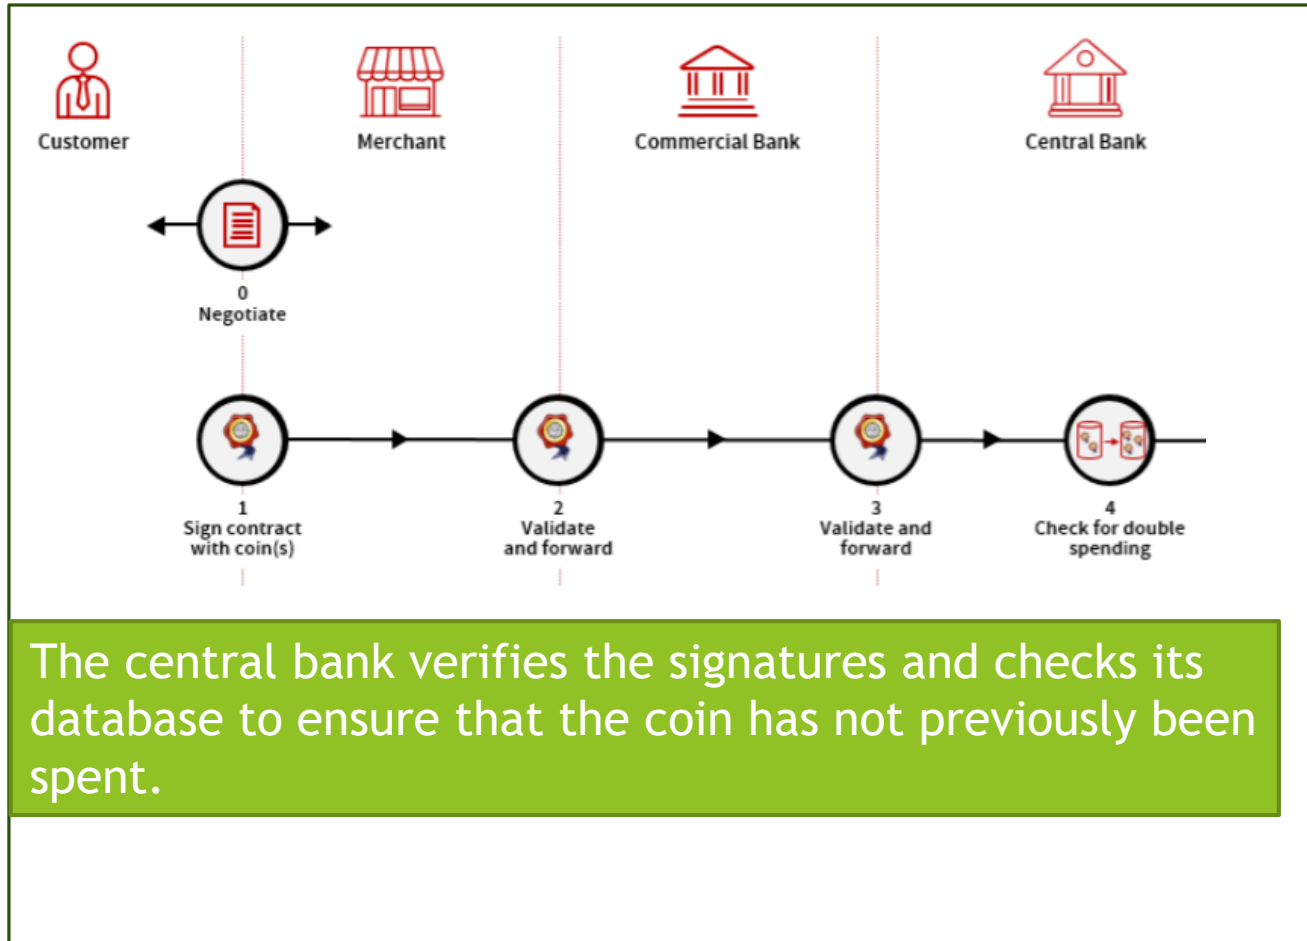 Customer
Merchant
Commercial Bank
Central Bank
0
Negotiate
1
Sign contract
with coin(s)
2
Validate
and forward
3
Validate and
forward
4
Check for double
spending
The central bank verifies the signatures and checks its
database to ensure that the coin has not previously been
spent.